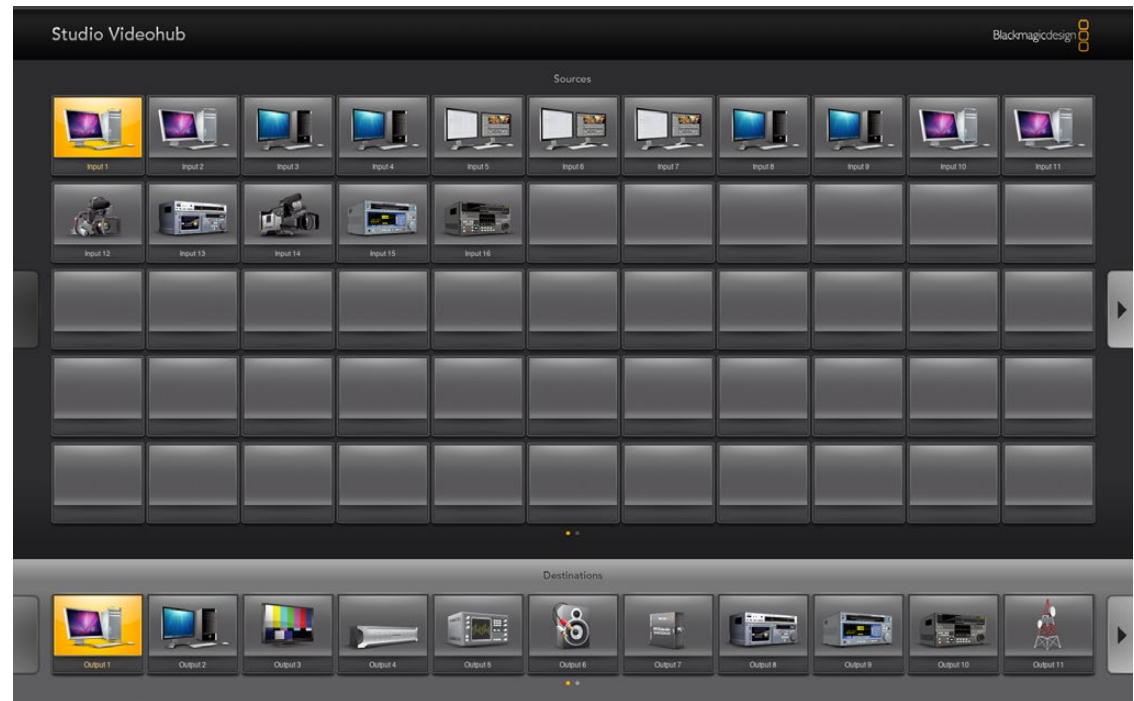 Studio Videohub
Blackmagicdesign
Sources
Input 1
Input 2
Input 3
Input 4
Input 5
Input 6
Input 7
Input 8
Input 9
Input 10
Input 11
Input 12
Input 13
Input 14
Input 15
Input 16
Destinations
Output 1
Output 2
Output 3
Output 4
Output 5
Output 6
Output 7
Output 8
Output 9
Output 10
Output 11